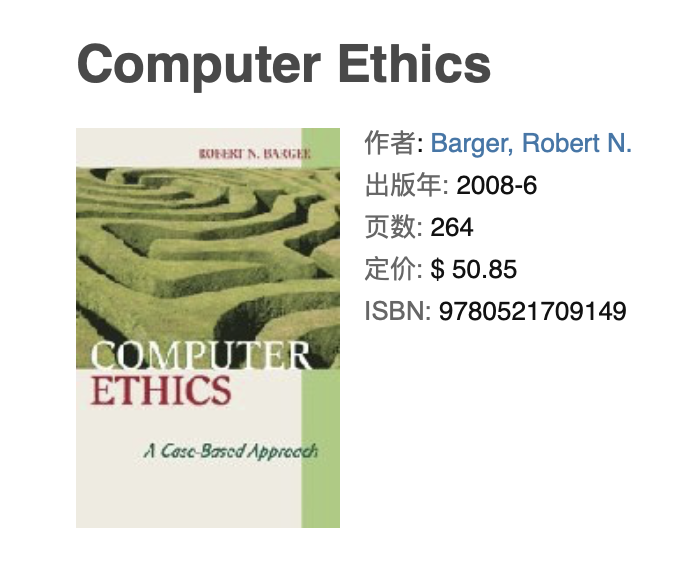 Computer Ethics
ROBERT N. BARGER
COMPUTER
ETHICS
A Case-Based Approach
作者: Barger, Robert N.
出版年: 2008-6
页数: 264
定价: $ 50.85
ISBN: 9780521709149